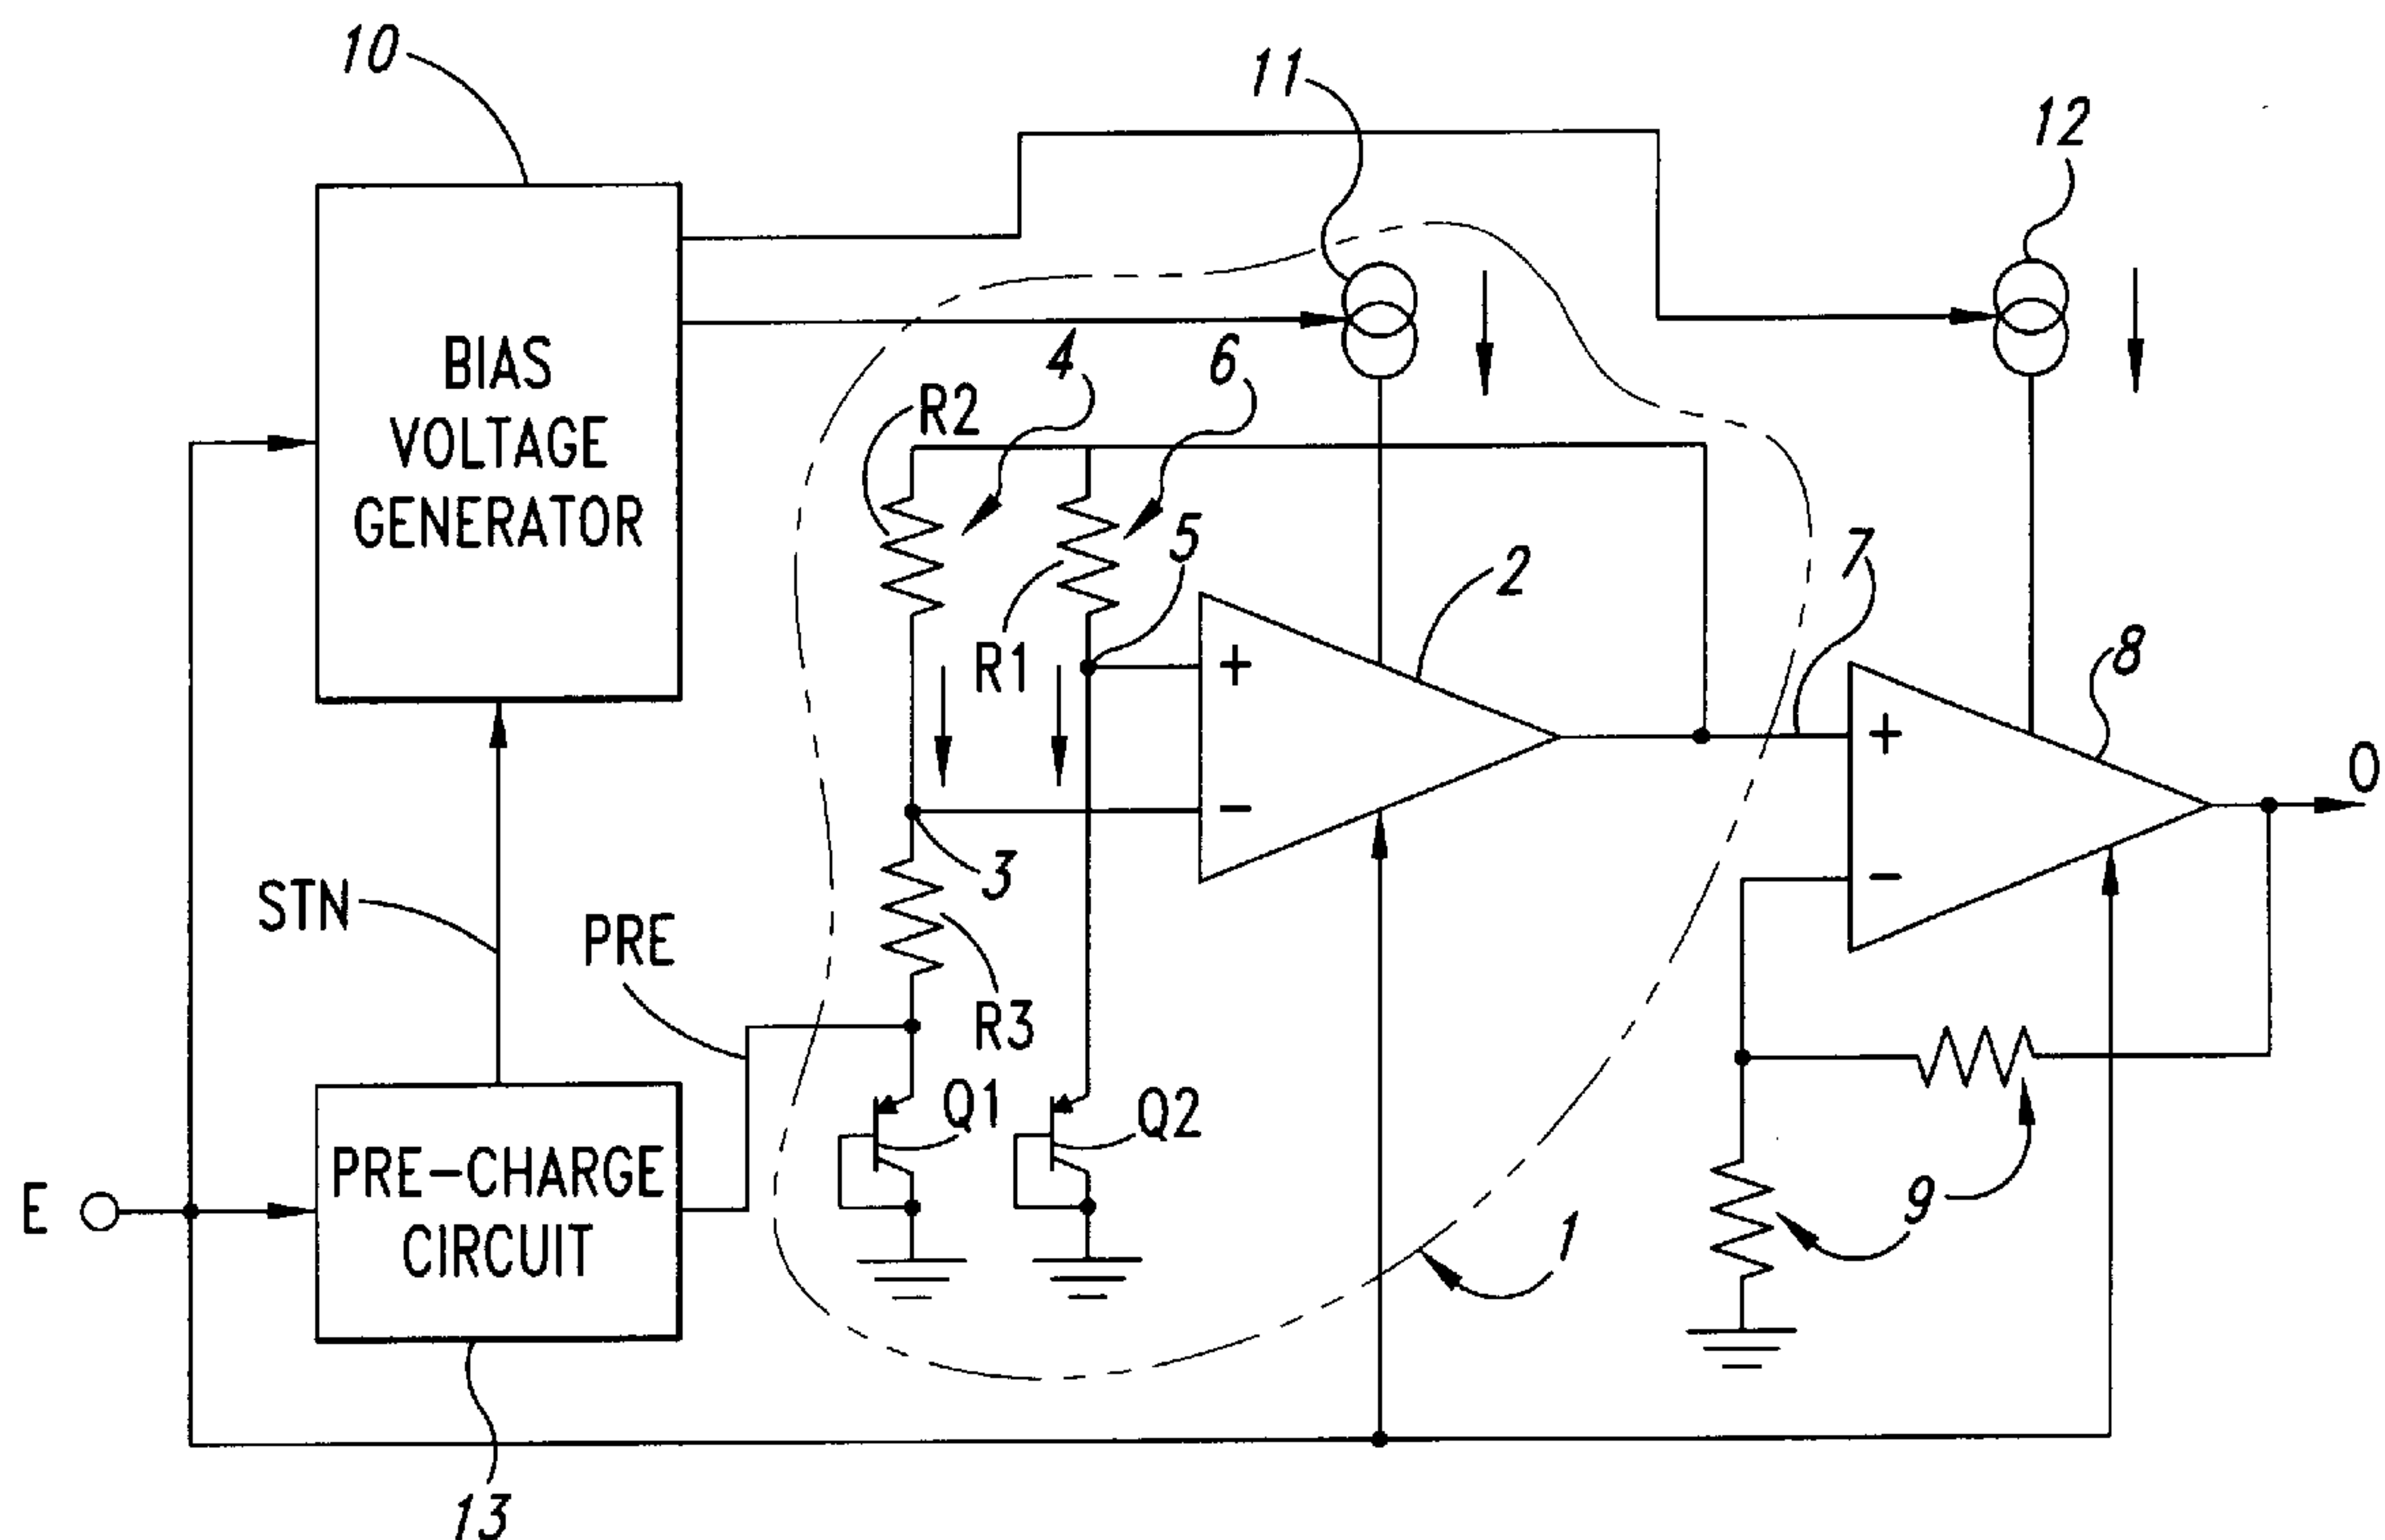 10
11
12
BIAS
VOLTAGE
GENERATOR
4
6
R2
5
2
7
R1
+
8
+
O
-
3
-
STN
PRE
R3
Q1
Q2
PRE-CHARGE
CIRCUIT
E
9
1
13